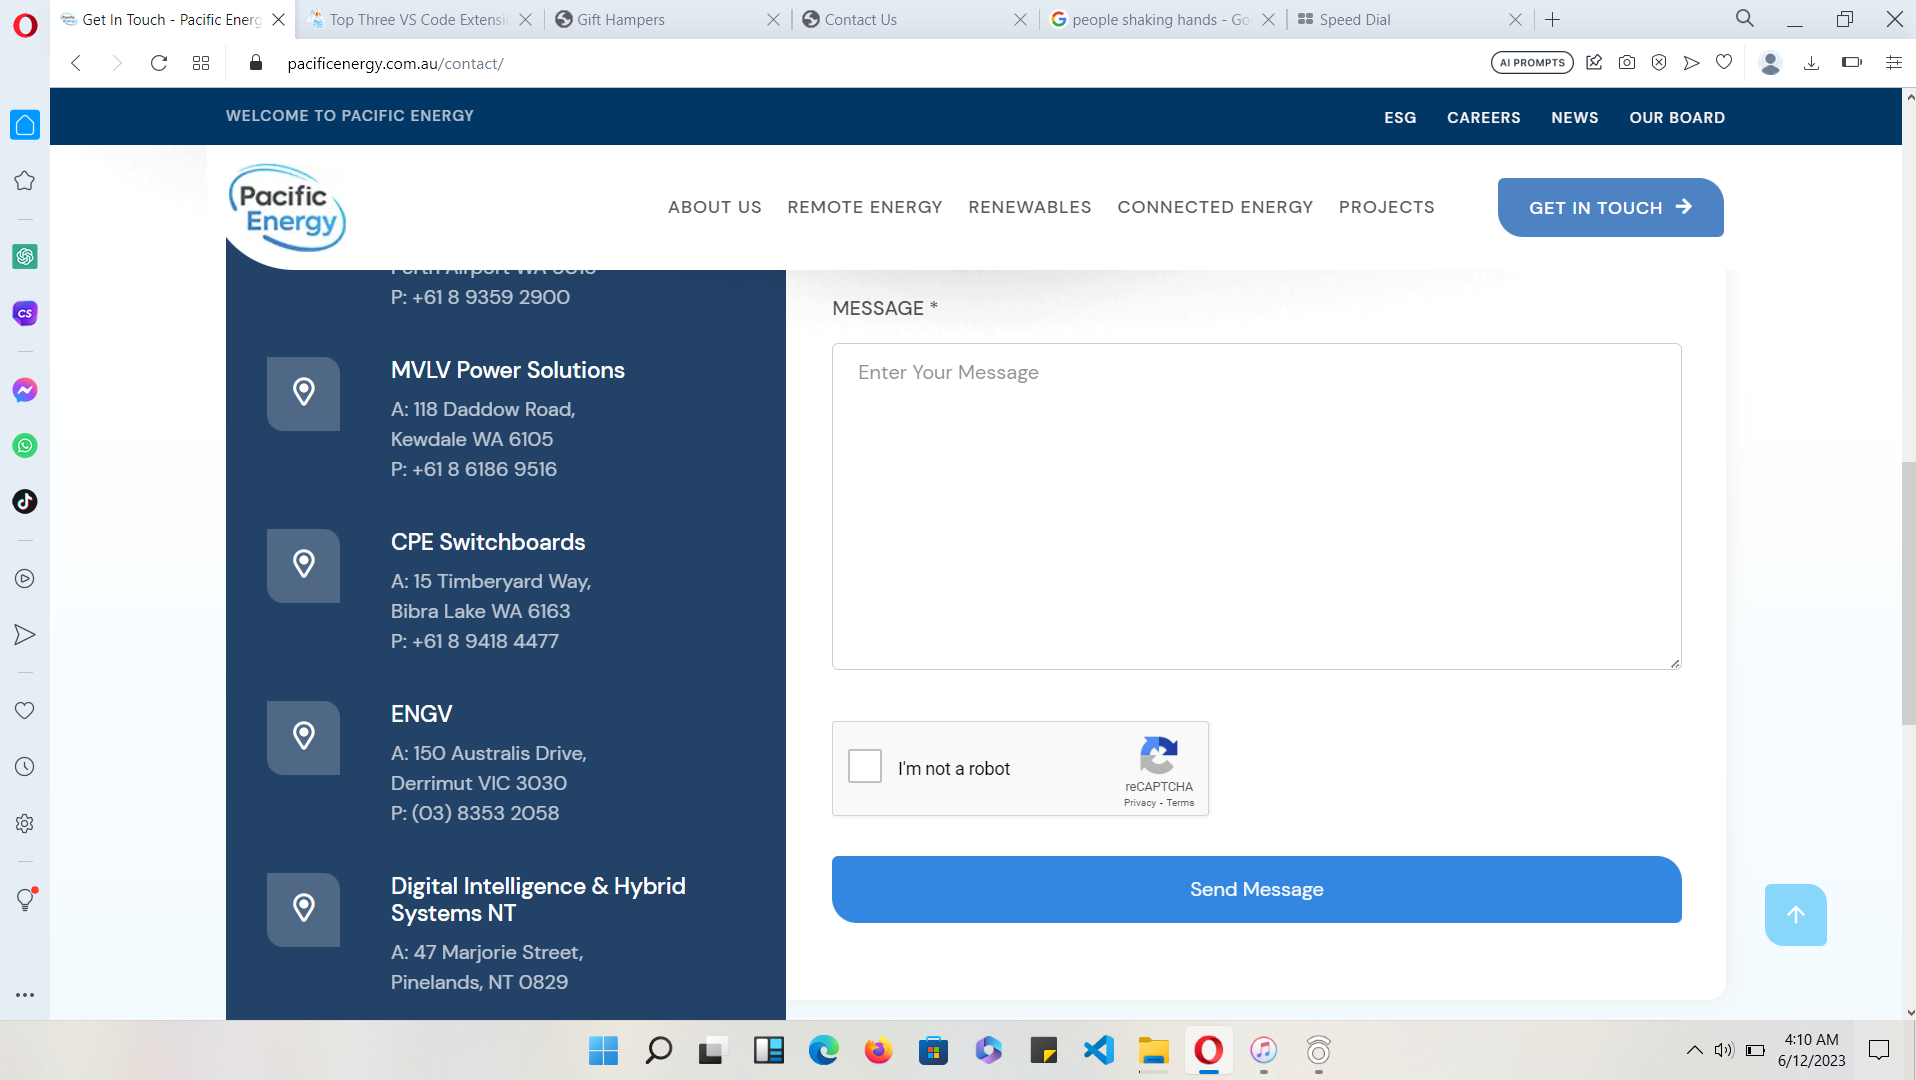 Get In Touch - Pacific Energ
Top Three VS Code Extensi
Gift Hampers
Contact Us
people shaking hands - Go
Speed Dial
pacificenergy.com.au/contact/
AI PROMPTS
WELCOME TO PACIFIC ENERGY
ESG
CAREERS
NEWS
OUR BOARD
Pacific
Energy
ABOUT US
REMOTE ENERGY
RENEWABLES
CONNECTED ENERGY
PROJECTS
GET IN TOUCH
P: +61 8 9359 2900
MVLV Power Solutions
A: 118 Daddow Road,
Kewdale WA 6105
P: +61 8 6186 9516
CPE Switchboards
A: 15 Timberyard Way,
Bibra Lake WA 6163
P: +61 8 9418 4477
ENGV
A: 150 Australis Drive,
Derrimut VIC 3030
P: (03) 8353 2058
Digital Intelligence & Hybrid
Systems NT
A: 47 Marjorie Street,
Pinelands, NT 0829
MESSAGE *
Enter Your Message
I'm not a robot
reCAPTCHA
Privacy - Terms
Send Message
CS
4:10 AM
6/12/2023